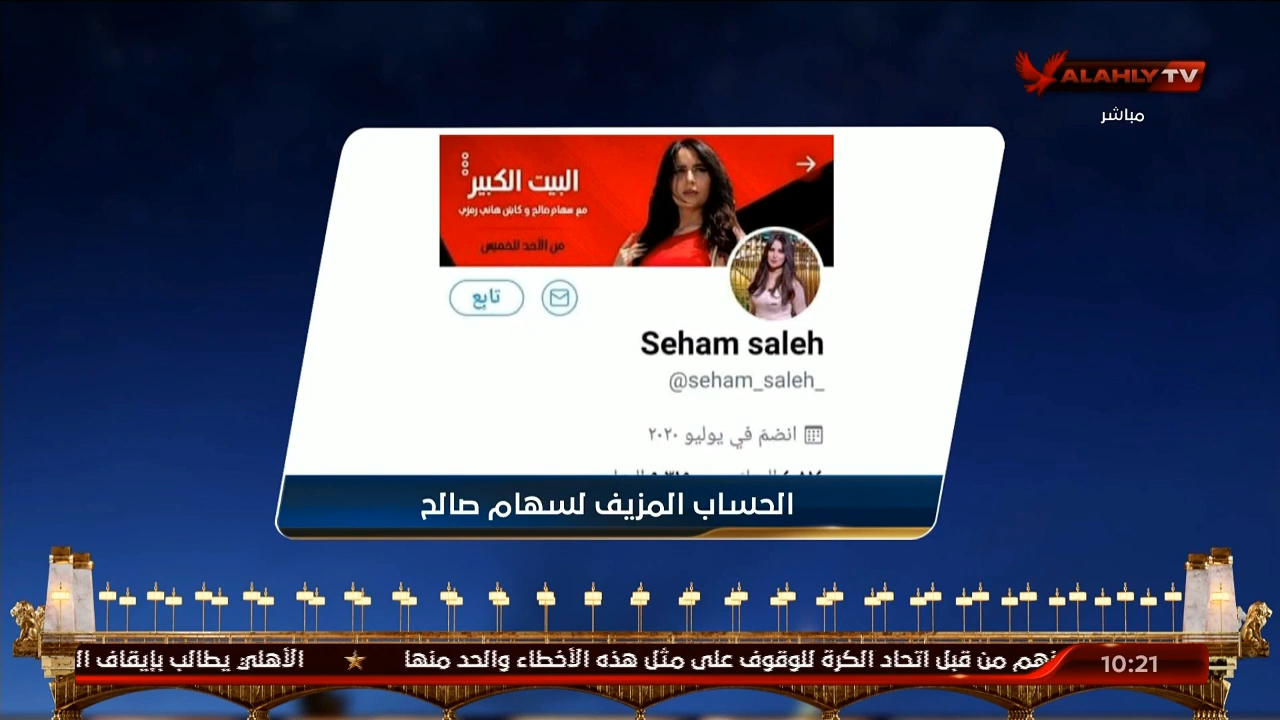 ALAHLY TV
مباشر
البيت الكبير
مع سهام صالح و كابتن هاني رمزي
من الأحد للخميس
تابع
Seham saleh
@seham_saleh_
انضمَ في يوليو ٢٠٢٠
الحساب المزيف لسهام صالح
10:21
من قبل اتحاد الكرة للوقوف على مثل هذه الأخطاء والحد منها
الأهلي يطالب بإيقاف